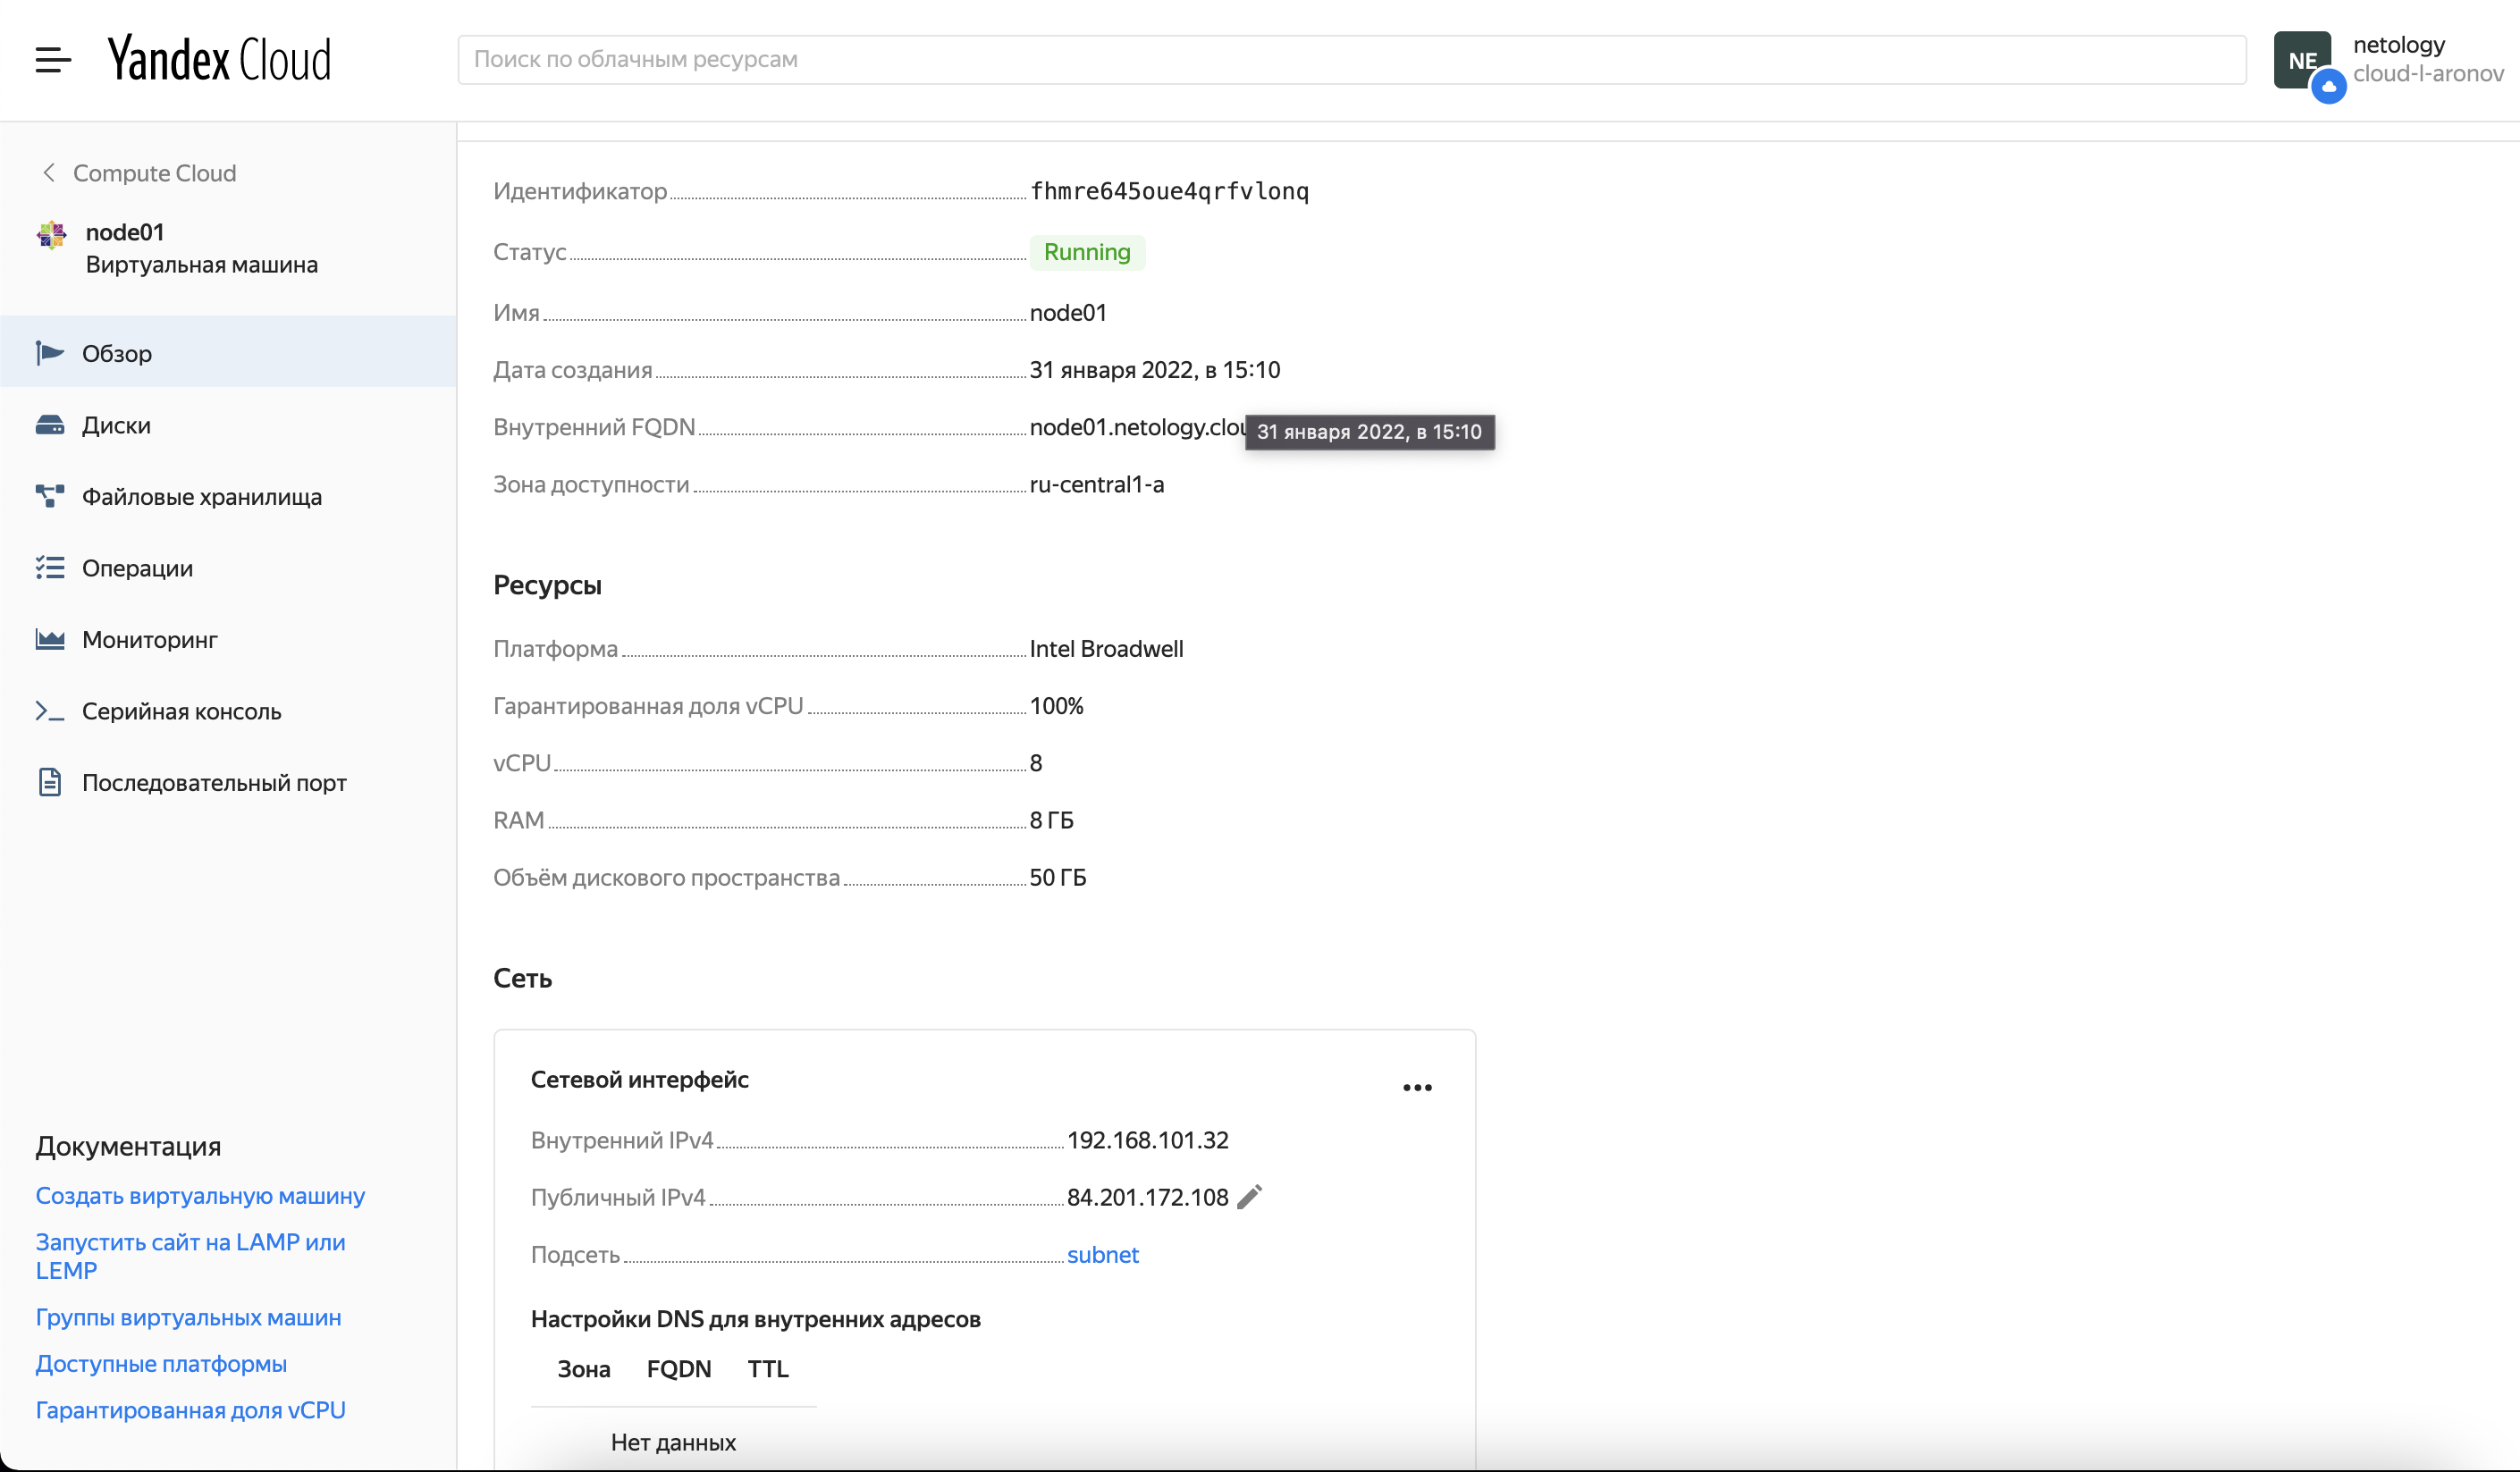 Yandex Cloud
Поиск по облачным ресурсам
NE
netology
cloud-l-aronov
Compute Cloud
node01
Виртуальная машина
Обзор
Диски
Файловые хранилища
Операции
Мониторинг
Серийная консоль
Последовательный порт
Документация
Создать виртуальную машину
Запустить сайт на LAMP или
LEMP
Группы виртуальных машин
Доступные платформы
Гарантированная доля vCPU
Идентификатор fhmre645oue4qrfvlonq
Статус Running
Имя node01
Дата создания 31 января 2022, в 15:10
Внутренний FQDN node01.netology.clou
31 января 2022, в 15:10
Зона доступности ru-central1-a
Ресурсы
Платформа Intel Broadwell
Гарантированная доля vCPU 100%
vCPU 8
RAM 8 ГБ
Объём дискового пространства 50 ГБ
Сеть
Сетевой интерфейс
Внутренний IPv4 192.168.101.32
Публичный IPv4 84.201.172.108
Подсеть subnet
Настройки DNS для внутренних адресов
Зона FQDN TTL
Нет данных